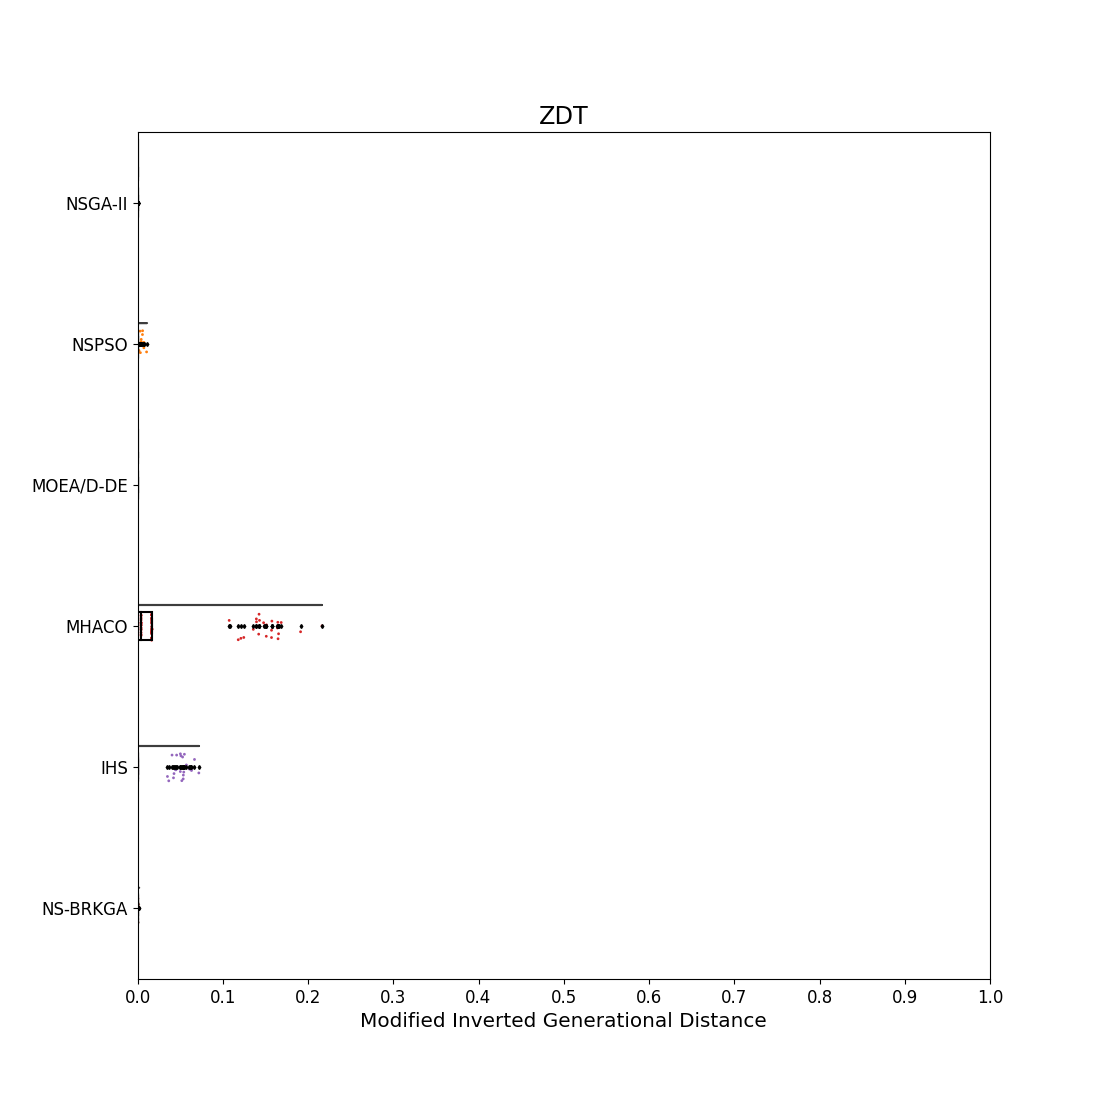 ZDT
NSGA-II
NSPSO
MOEA/D-DE
MHACO
IHS
NS-BRKGA
0.0 0.1 0.2 0.3 0.4 0.5 0.6 0.7 0.8 0.9 1.0
Modified Inverted Generational Distance